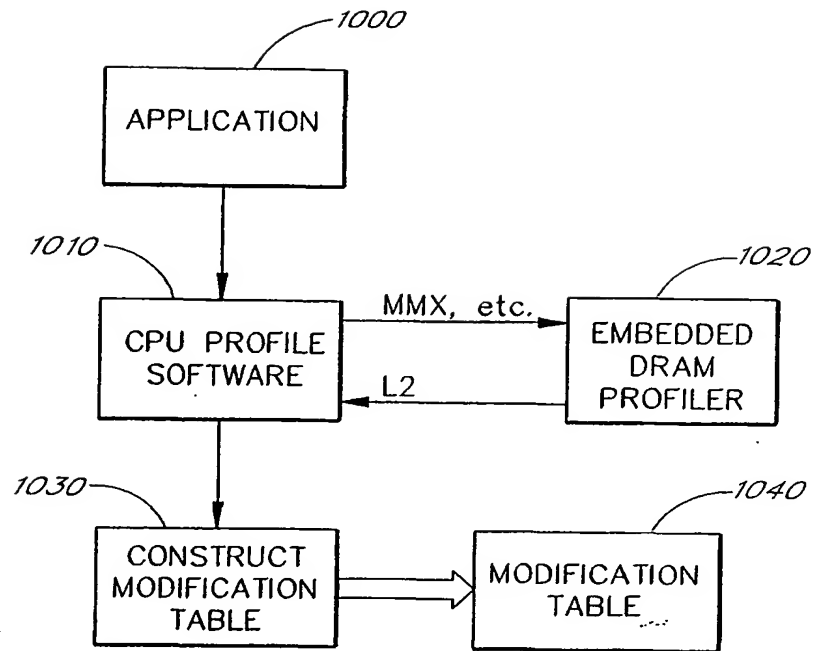 1000
APPLICATION
1010
CPU PROFILE
SOFTWARE
MMX, etc.
L2
1020
EMBEDDED
DRAM
PROFILER
1030
CONSTRUCT
MODIFICATION
TABLE
1040
MODIFICATION
TABLE